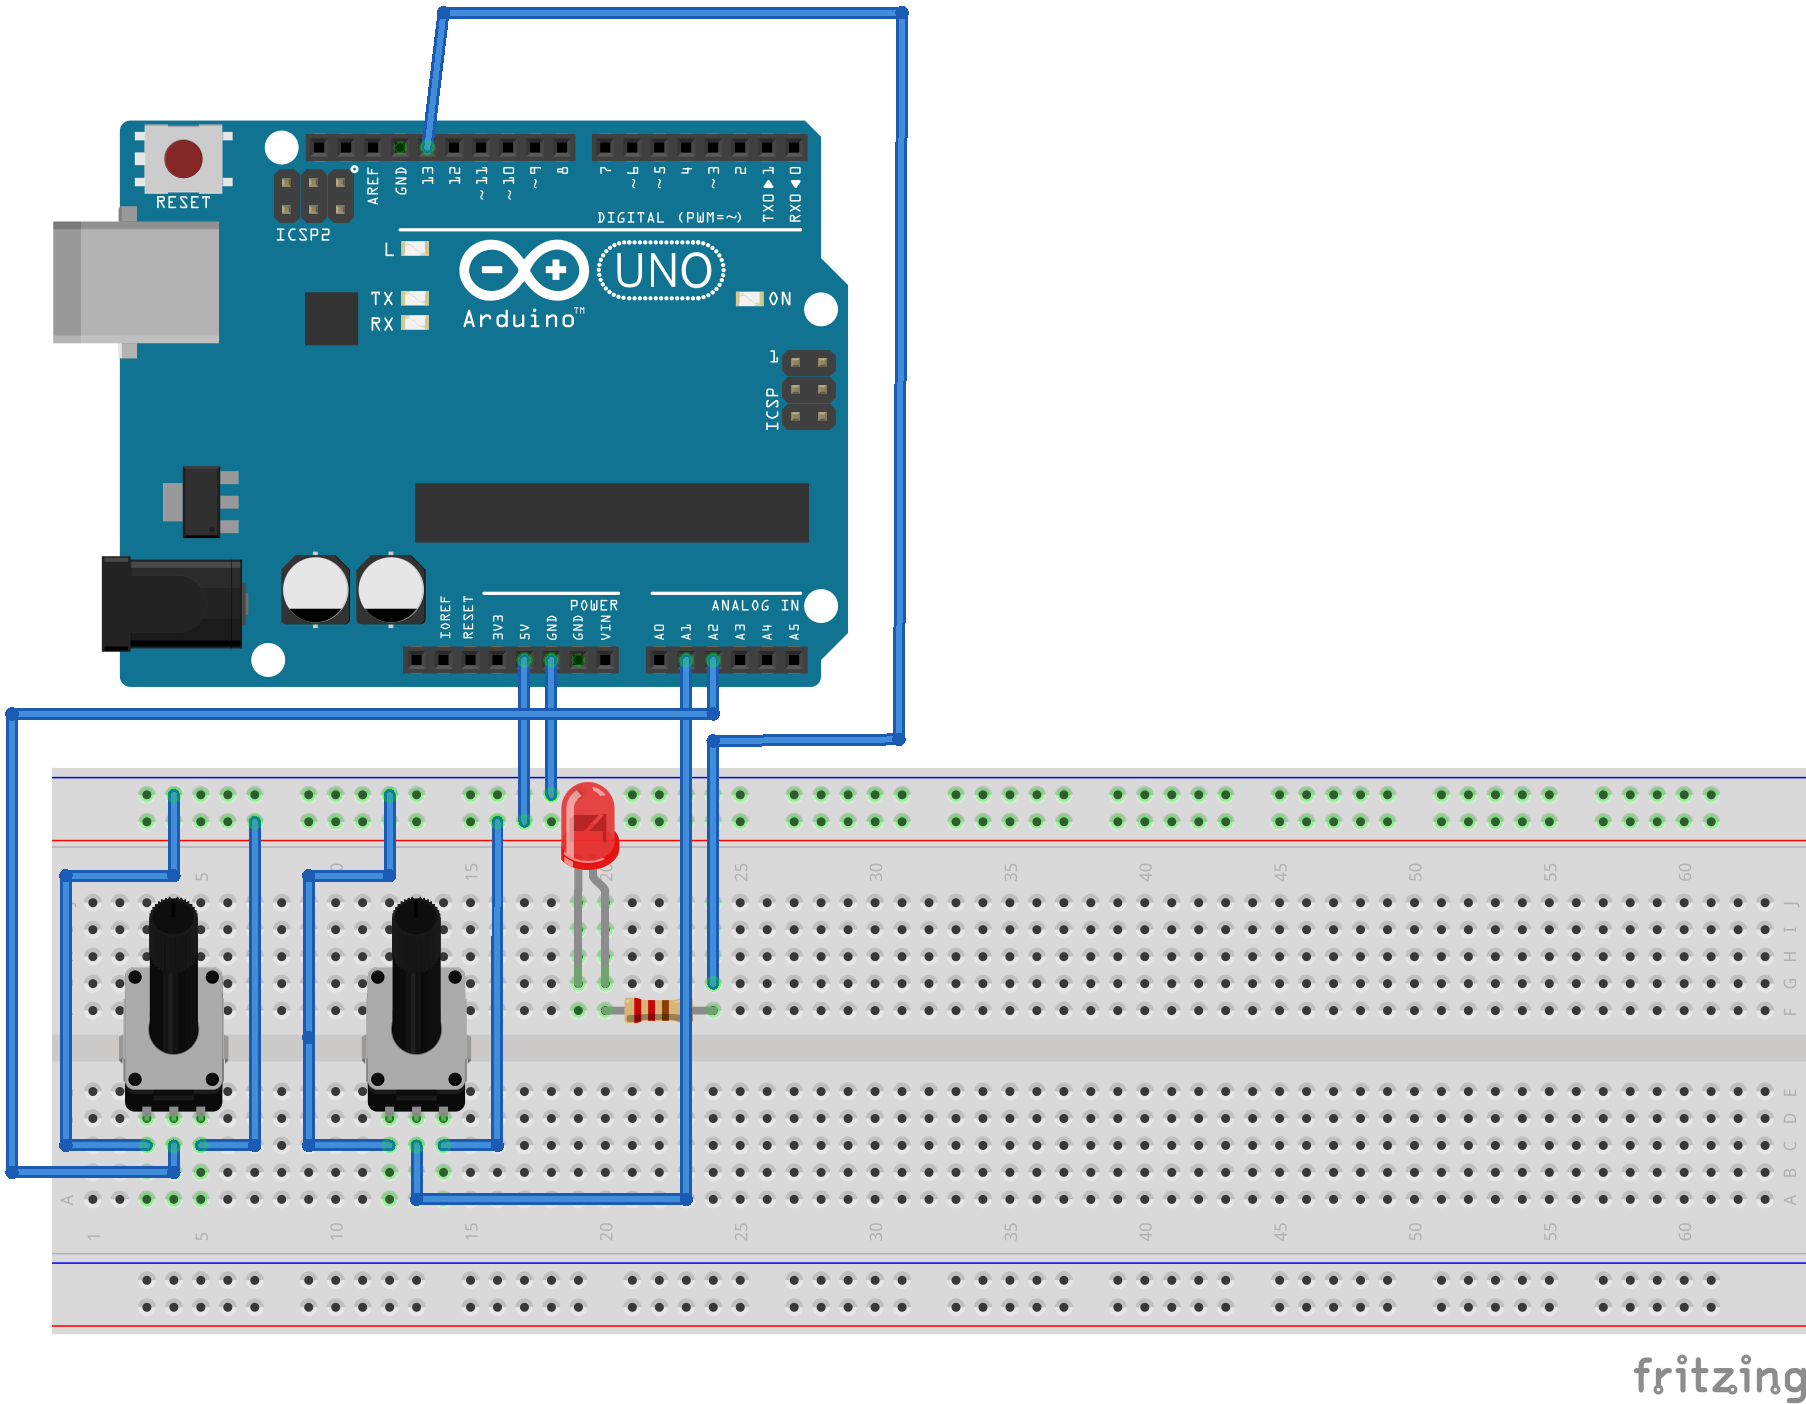 RESET
ICSP2
AREF
GND
13
12
~11
~10
~9
8
7
~6
~5
4
~3
2
TX0▶1
RX0◀0
DIGITAL (PWM=~)
L
TX
RX
UNO
Arduino™
ON
1
ICSP
POWER
ANALOG IN
IOREF
RESET
3V3
5V
GND
GND
VIN
A0
A1
A2
A3
A4
A5
5
0
15
20
25
30
35
40
45
50
55
60
J
I
H
G
F
E
D
C
B
A
A
1
5
10
15
20
25
30
35
40
45
50
55
60
fritzing